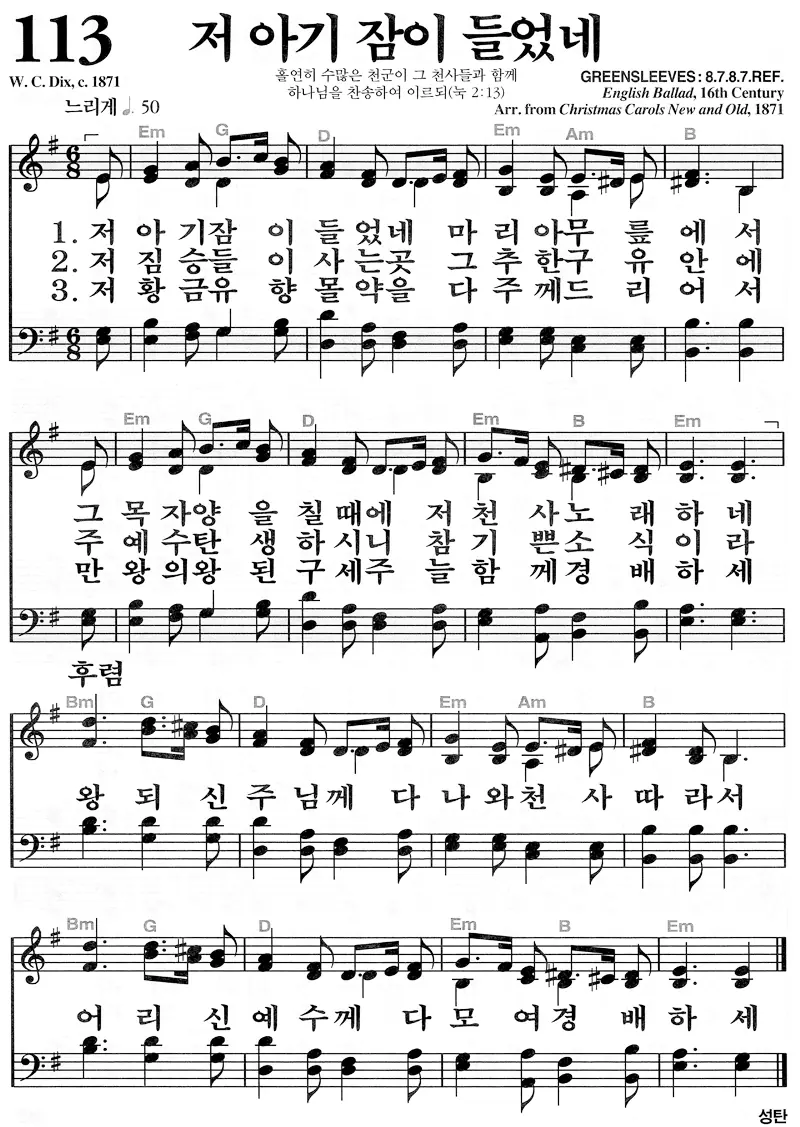 113 저 아기 잠이 들었네
W. C. Dix, c. 1871
홀연히 수많은 천군이 그 천사들과 함께
하나님을 찬송하여 이르되(눅 2:13)
GREENSLEEVES : 8.7.8.7.REF.
English Ballad, 16th Century
Arr. from Christmas Carols New and Old, 1871
느리게 ♩. 50
Em G D Em Am B
6 8
1. 저 아 기잠 이 들 었네 마 리 아무 릎 에 서
2. 저 짐 승들 이 사 는곳 그 추 한구 유 안 에
3. 저 황 금유 향 몰 약을 다 주 께드 리 어 서
6 8
Em G D Em B Em
그 목 자양 을 칠 때에 저 천 사노 래 하 네
주 예 수탄 생 하 시니 참 기 쁜소 식 이 라
만 왕 의왕 된 구 세주 늘 함 께경 배 하 세
후렴
Bm G D Em Am B
왕 되 신 주 님께 다 나 와천 사 따 라서
Bm G D Em B Em
어 리 신 예 수께 다 모 여경 배 하 세
성탄